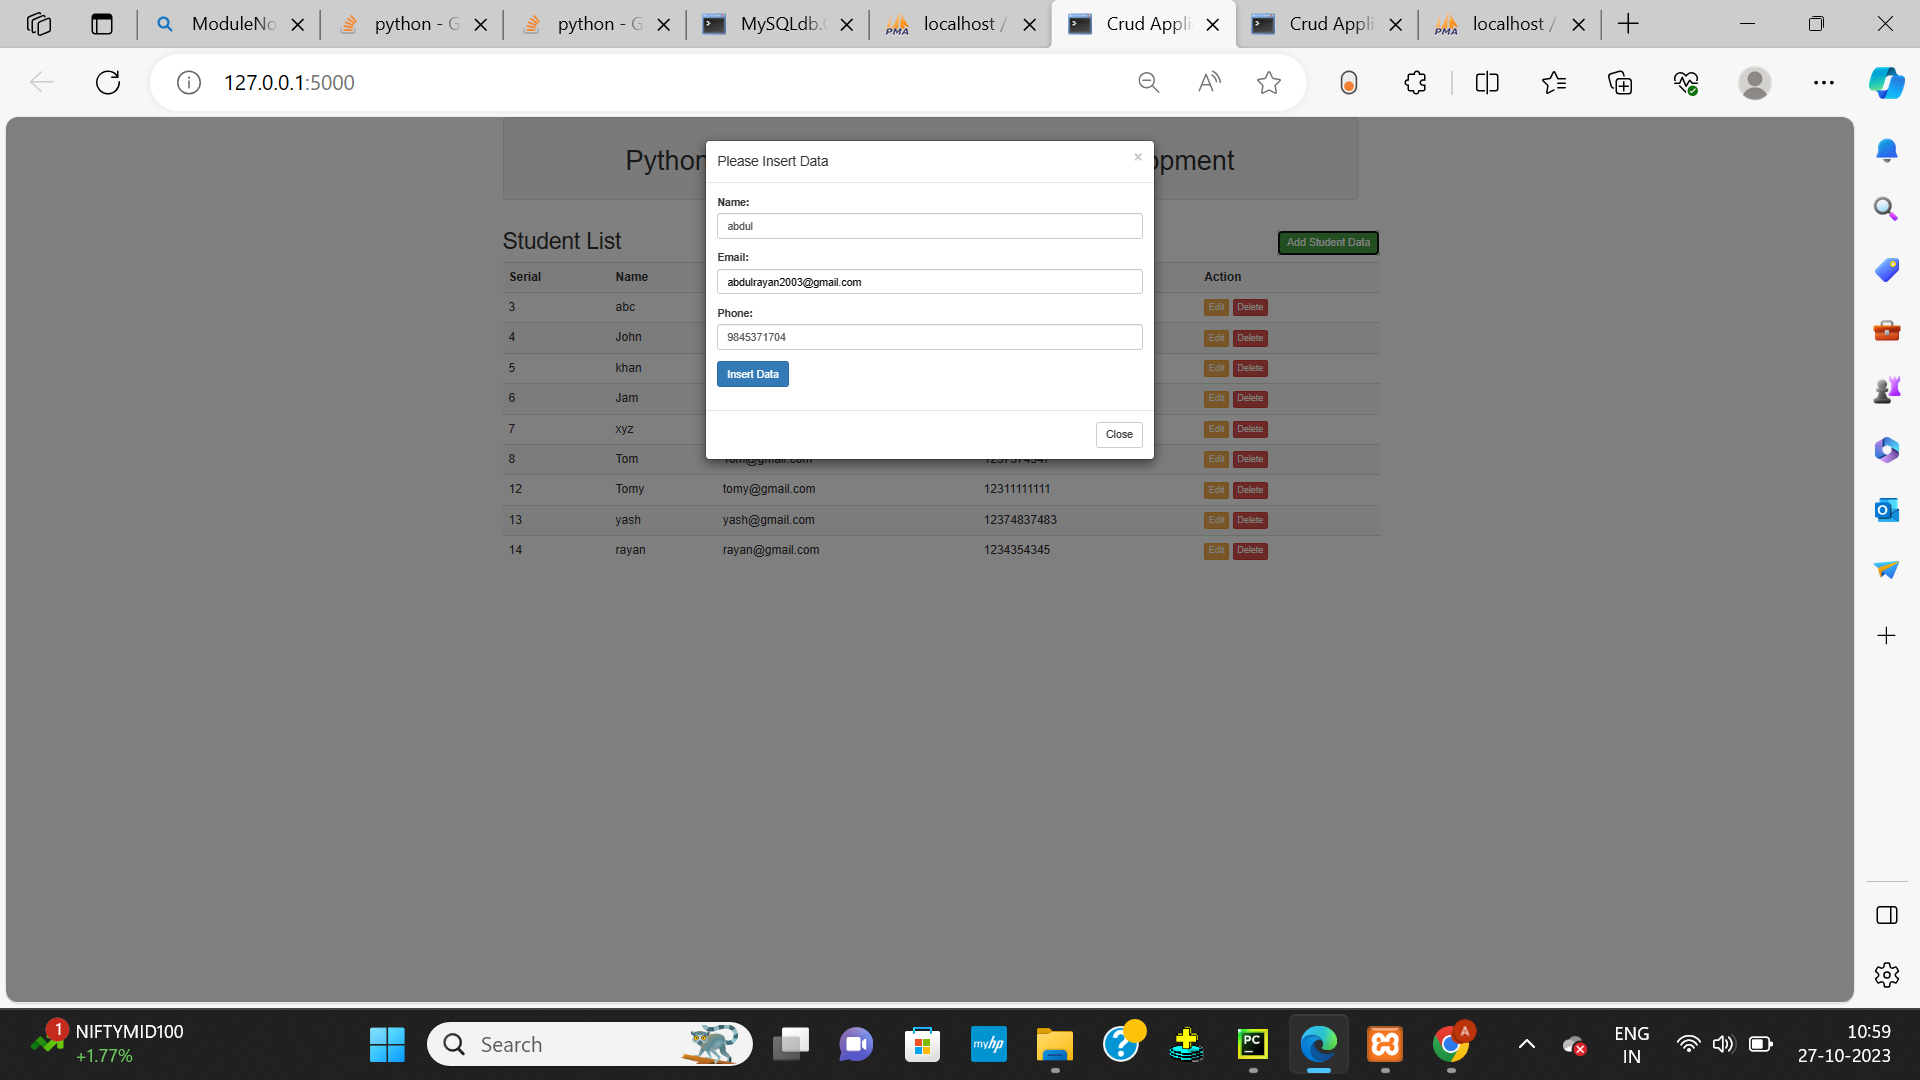 ModuleNo
python - G
python - G
MySQLdb.
localhost /
Crud Appli
Crud Appli
localhost /
127.0.0.1:5000
Python
opment
Please Insert Data ×
Name:
abdul
Email:
abdulrayan2003@gmail.com
Phone:
9845371704
Insert Data
Close
Student List
Add Student Data
Serial Name Action
3 abc Edit Delete
4 John Edit Delete
5 khan Edit Delete
6 Jam Edit Delete
7 xyz Edit Delete
8 Tom Edit Delete
12 Tomy tomy@gmail.com 12311111111 Edit Delete
13 yash yash@gmail.com 12374837483 Edit Delete
14 rayan rayan@gmail.com 1234354345 Edit Delete
1
NIFTYMID100
+1.77%
Search
myhp
PC
A
ENG
IN
10:59
27-10-2023